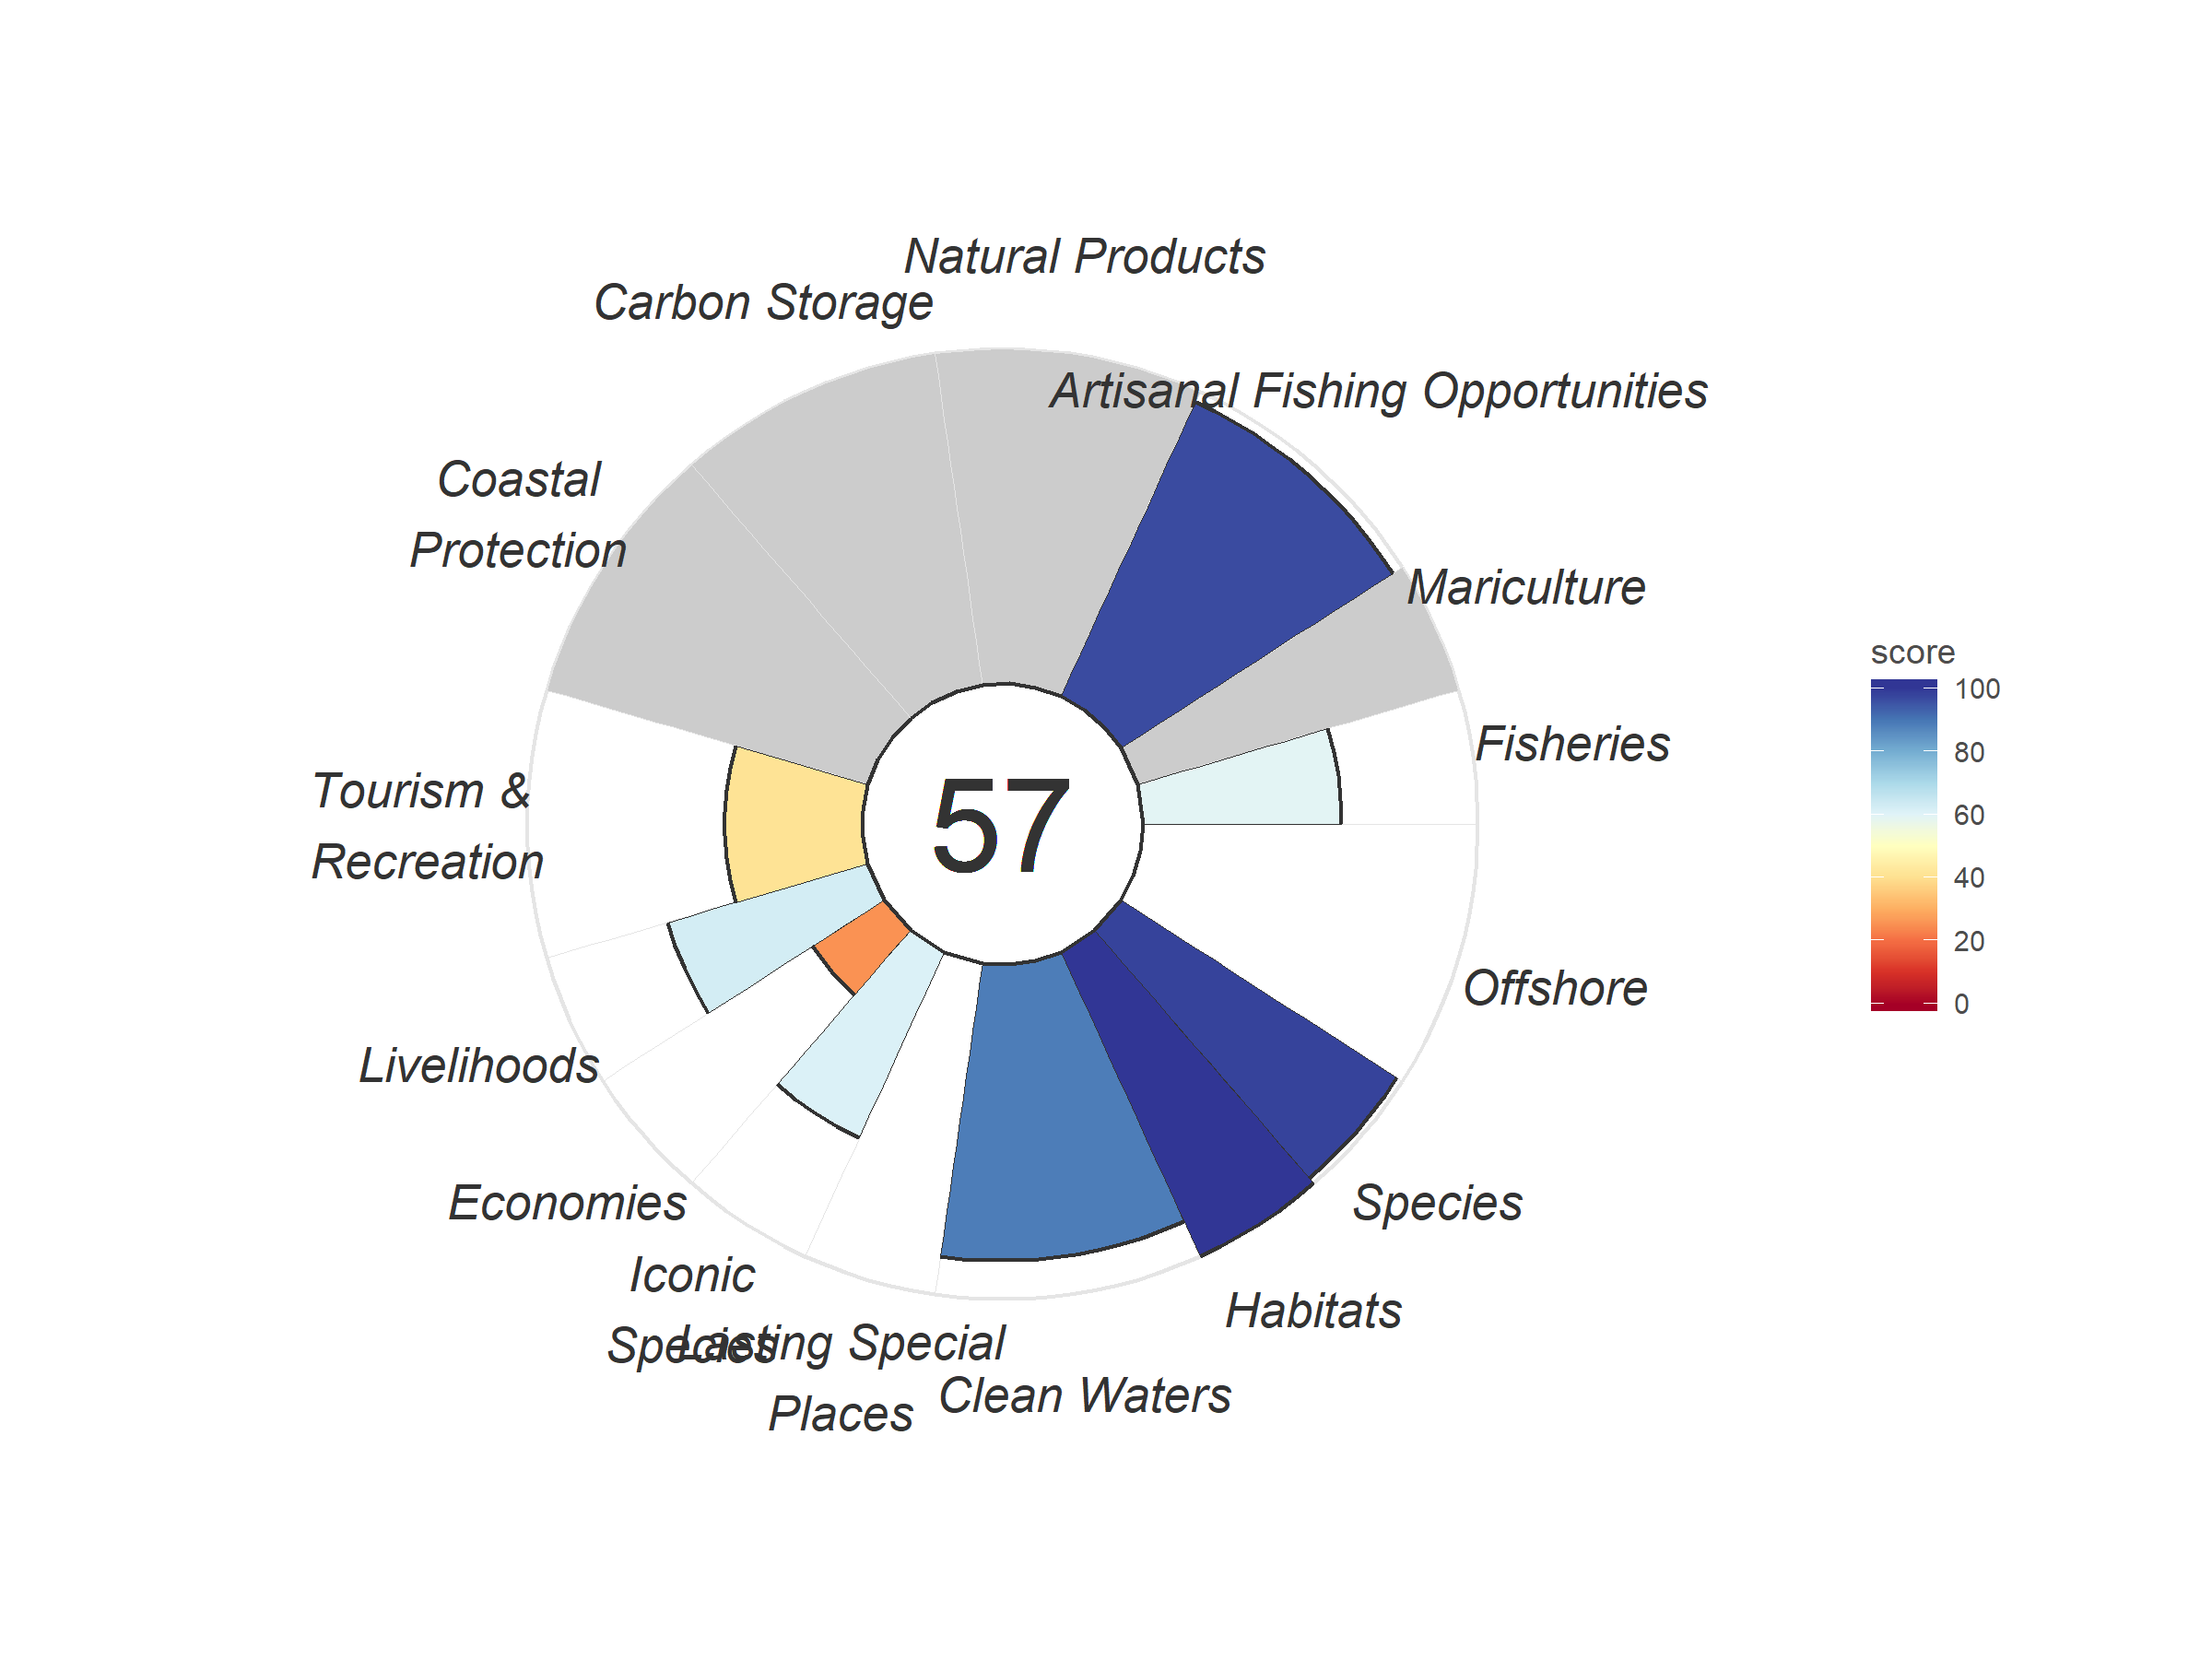 Natural Products
Carbon Storage
Artisanal Fishing Opportunities
Coastal
Protection
Mariculture
Fisheries
Tourism &
Recreation
57
Offshore
Livelihoods
Economies
Species
Iconic
Species
Habitats
Lasting Special
Places
Clean Waters
score
100
80
60
40
20
0